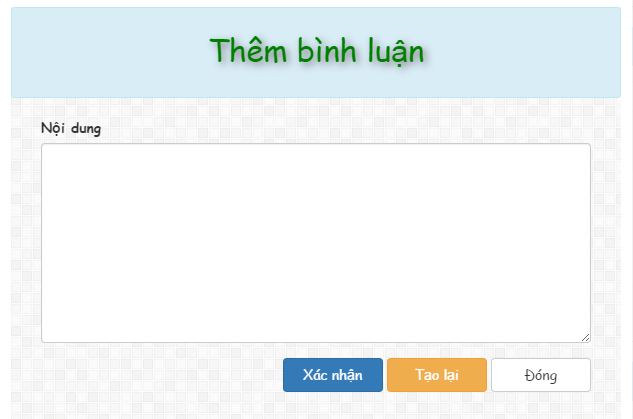 Thêm bình luận
Nội dung
Xác nhận Tạo lại Đóng